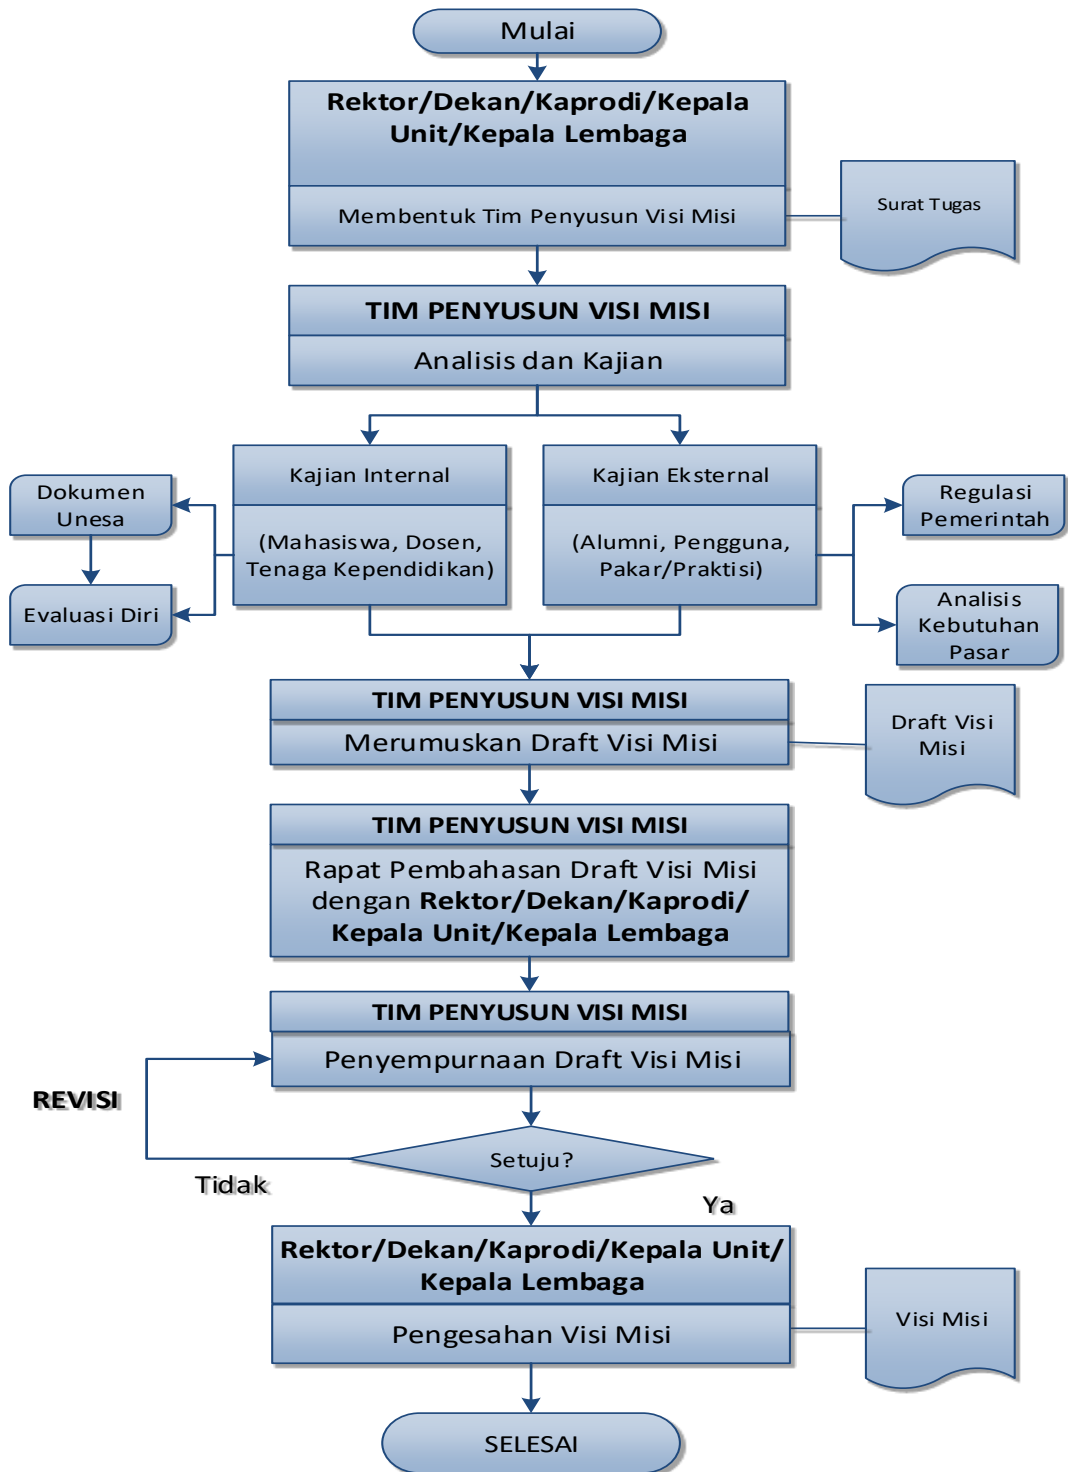 Mulai
Rektor/Dekan/Kaprodi/Kepala
Unit/Kepala Lembaga
Membentuk Tim Penyusun Visi Misi
Surat Tugas
TIM PENYUSUN VISI MISI
Analisis dan Kajian
Kajian Internal
(Mahasiswa, Dosen,
Tenaga Kependidikan)
Kajian Eksternal
(Alumni, Pengguna,
Pakar/Praktisi)
Dokumen
Unesa
Evaluasi Diri
Regulasi
Pemerintah
Analisis
Kebutuhan
Pasar
TIM PENYUSUN VISI MISI
Merumuskan Draft Visi Misi
Draft Visi
Misi
TIM PENYUSUN VISI MISI
Rapat Pembahasan Draft Visi Misi
dengan Rektor/Dekan/Kaprodi/
Kepala Unit/Kepala Lembaga
TIM PENYUSUN VISI MISI
Penyempurnaan Draft Visi Misi
REVISI
Setuju?
Tidak
Ya
Rektor/Dekan/Kaprodi/Kepala Unit/
Kepala Lembaga
Pengesahan Visi Misi
Visi Misi
SELESAI